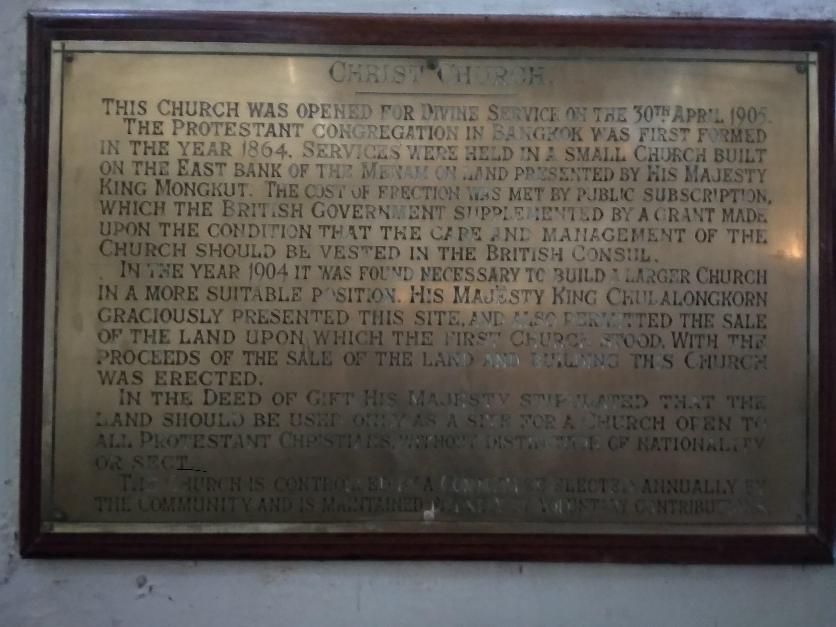 CHRIST CHURCH.
THIS CHURCH WAS OPENED FOR DIVINE SERVICE ON THE 30TH APRIL 1905.
THE PROTESTANT CONGREGATION IN BANGKOK WAS FIRST FORMED
IN THE YEAR 1864. SERVICES WERE HELD IN A SMALL CHURCH BUILT
ON THE EAST BANK OF THE MENAM ON LAND PRESENTED BY HIS MAJESTY
KING MONGKUT. THE COST OF ERECTION WAS MET BY PUBLIC SUBSCRIPTION,
WHICH THE BRITISH GOVERNMENT SUPPLEMENTED BY A GRANT MADE
UPON THE CONDITION THAT THE CARE AND MANAGEMENT OF THE
CHURCH SHOULD BE VESTED IN THE BRITISH CONSUL.
IN THE YEAR 1904 IT WAS FOUND NECESSARY TO BUILD A LARGER CHURCH
IN A MORE SUITABLE POSITION. HIS MAJESTY KING CHULALONGKORN
GRACIOUSLY PRESENTED THIS SITE, AND ALSO PERMITTED THE SALE
OF THE LAND UPON WHICH THE FIRST CHURCH STOOD. WITH THE
PROCEEDS OF THE SALE OF THE LAND AND BUILDING THIS CHURCH
WAS ERECTED.
IN THE DEED OF GIFT HIS MAJESTY STIPULATED THAT THE
LAND SHOULD BE USED ONLY AS A SITE FOR A CHURCH OPEN TO
ALL PROTESTANT CHRISTIANS, WITHOUT DISTINCTION OF NATIONALITY
OR SECT.
THE CHURCH IS CONTROLLED BY A COMMITTEE ELECTED ANNUALLY BY
THE COMMUNITY AND IS MAINTAINED VOLUNTARY CONTRIBUTIONS.